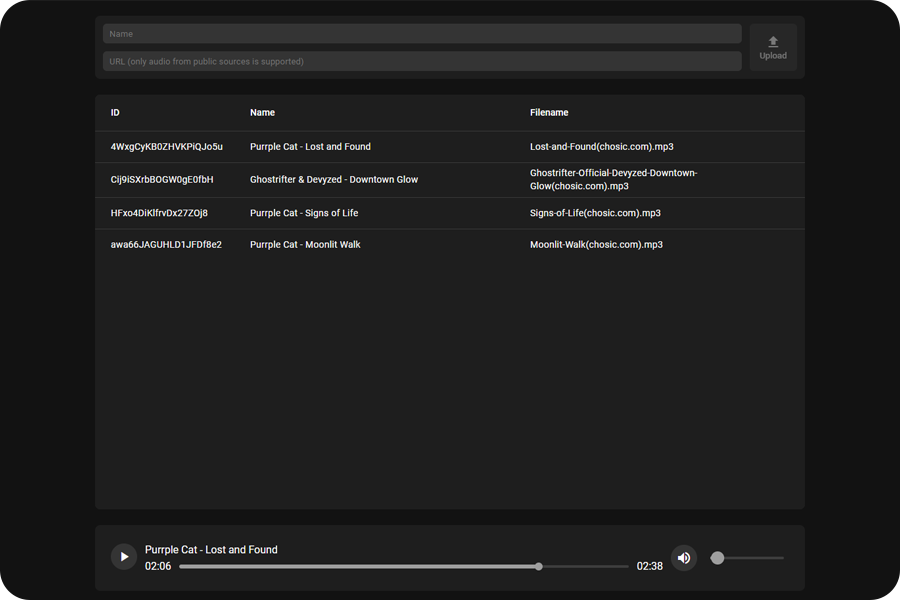 Name
URL (only audio from public sources is supported)
Upload
ID Name Filename
4WxgCyKB0ZHVKPiQJo5u Purrple Cat - Lost and Found Lost-and-Found(chosic.com).mp3
Cij9iSXrbBOGW0gE0fbH Ghostrifter & Devyzed - Downtown Glow Ghostrifter-Official-Devyzed-Downtown-
Glow(chosic.com).mp3
HFxo4DiKlfrvDx27ZOj8 Purrple Cat - Signs of Life Signs-of-Life(chosic.com).mp3
awa66JAGUHLD1JFDf8e2 Purrple Cat - Moonlit Walk Moonlit-Walk(chosic.com).mp3
Purrple Cat - Lost and Found
02:06 02:38